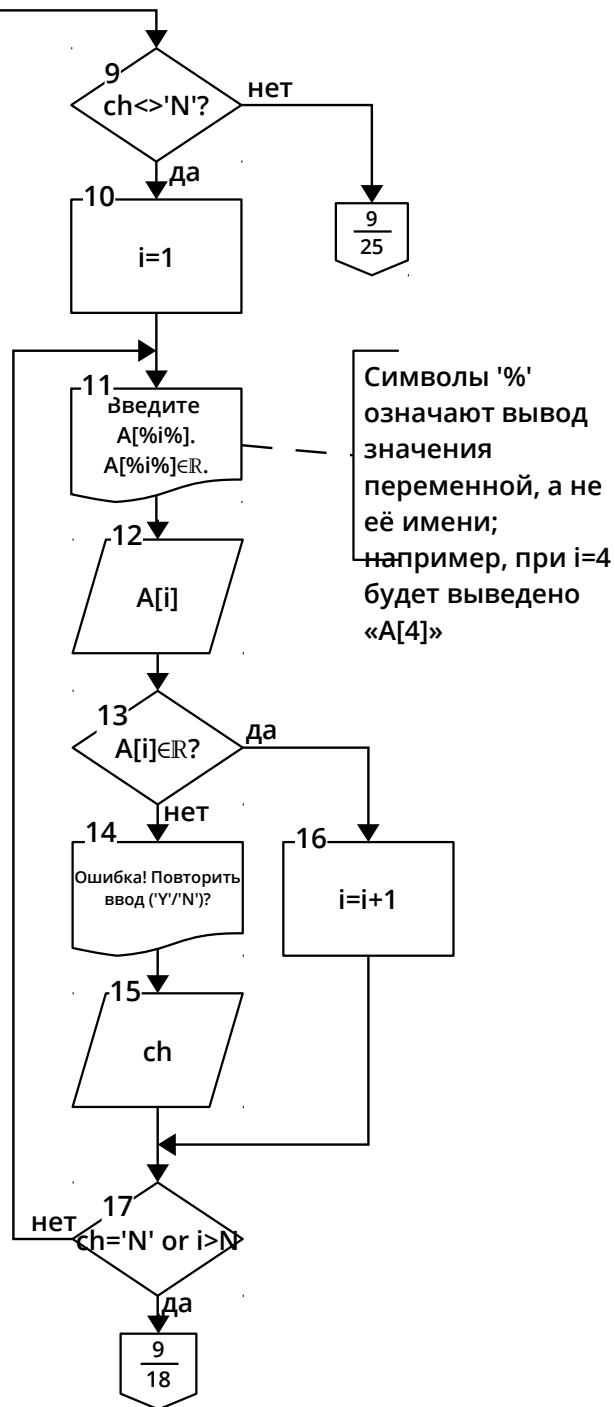 9
ch<>'N'?
нет
да
9
25
10
i=1
11
Введите
A[%i%].
A[%i%]∈ℝ.
Символы '%'
означают вывод
значения
переменной, а не
её имени;
например, при i=4
будет выведено
«A[4]»
12
A[i]
13
A[i]∈ℝ?
да
нет
14
Ошибка! Повторить
ввод ('Y'/'N')?
16
i=i+1
15
ch
17
нет
ch='N' or i>N
да
9
18